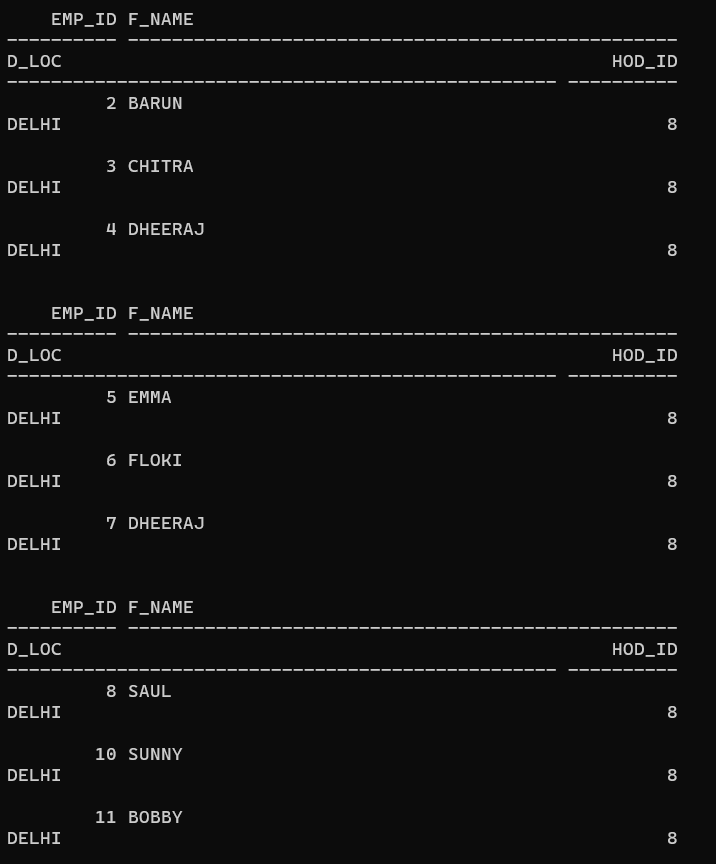 EMP_ID F_NAME
---------- --------------------------------------------------
D_LOC                                                  HOD_ID
-------------------------------------------------- ----------
         2 BARUN
DELHI                                                       8
         3 CHITRA
DELHI                                                       8
         4 DHEERAJ
DELHI                                                       8
    EMP_ID F_NAME
---------- --------------------------------------------------
D_LOC                                                  HOD_ID
-------------------------------------------------- ----------
         5 EMMA
DELHI                                                       8
         6 FLOKI
DELHI                                                       8
         7 DHEERAJ
DELHI                                                       8
    EMP_ID F_NAME
---------- --------------------------------------------------
D_LOC                                                  HOD_ID
-------------------------------------------------- ----------
         8 SAUL
DELHI                                                       8
        10 SUNNY
DELHI                                                       8
        11 BOBBY
DELHI                                                       8